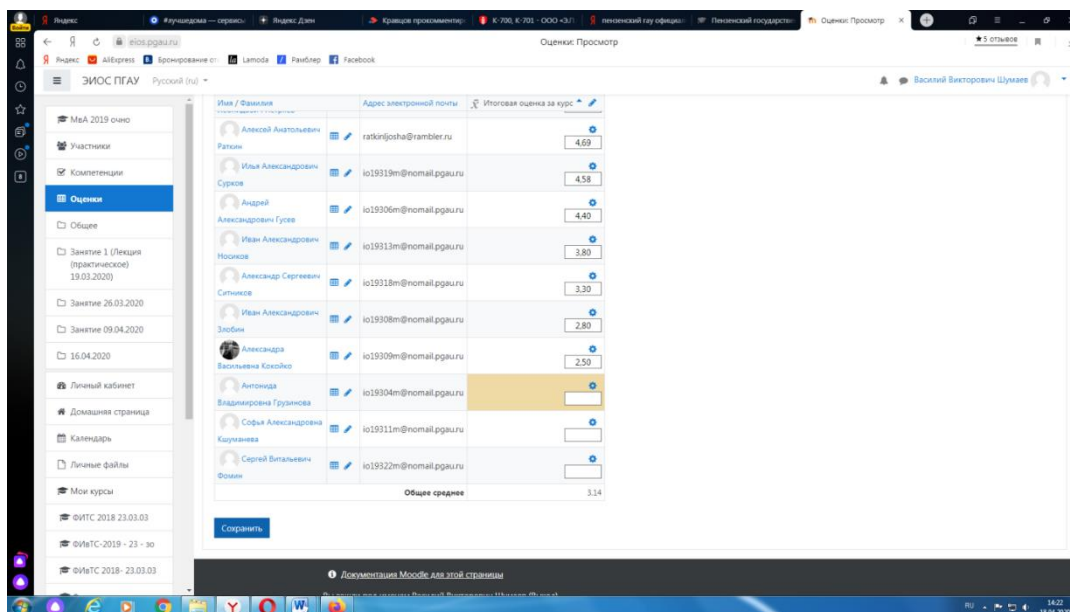 Яндекс
#лучшедома — сервисы
Яндекс Дзен
Кравцов прокомментир
К-700, К-701 - ООО «ЗЛ
пензенский гау официал
Пензенский государстве
Оценки: Просмотр
Войти
eios.pgau.ru
Оценки: Просмотр
★ 5 отзывов
Яндекс
AliExpress
Бронирование от
Lamoda
Рамблер
Facebook
ЭИОС ПГАУ
Русский (ru)
Василий Викторович Шумаев
МвА 2019 очно
Участники
Компетенции
Оценки
Общее
Занятие 1 (Лекция
(практическое)
19.03.2020)
Занятие 26.03.2020
Занятие 09.04.2020
16.04.2020
Личный кабинет
Домашняя страница
Календарь
Личные файлы
Мои курсы
ФИТС 2018 23.03.03
ФИвТС-2019 - 23 - зо
ФИвТС 2018- 23.03.03
Имя / Фамилия
Адрес электронной почты
Итоговая оценка за курс
Алексей Анатольевич
Раткин
ratkinljosha@rambler.ru
4,69
Илья Александрович
Сурков
io19319m@nomail.pgau.ru
4,58
Андрей
Александрович Гусев
io19306m@nomail.pgau.ru
4,40
Иван Александрович
Носиков
io19313m@nomail.pgau.ru
3,80
Александр Сергеевич
Ситников
io19318m@nomail.pgau.ru
3,30
Иван Александрович
Злобин
io19308m@nomail.pgau.ru
2,80
Александра
Васильевна Кокойко
io19309m@nomail.pgau.ru
2,50
Антонида
Владимировна Грузинова
io19304m@nomail.pgau.ru
Софья Александровна
Кшуманева
io19311m@nomail.pgau.ru
Сергей Витальевич
Фомин
io19322m@nomail.pgau.ru
Общее среднее
3,14
Сохранить
Документация Moodle для этой страницы
RU
14:22